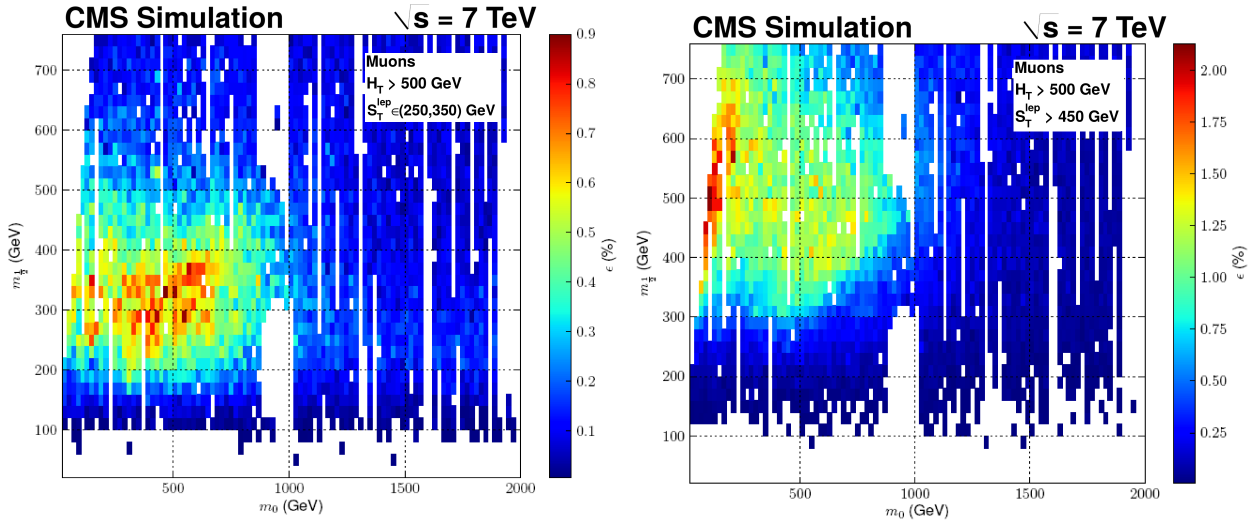 CMS Simulation √s = 7 TeV
Muons
H_T > 500 GeV
S_T^lep ∈(250,350) GeV
700
600
500
400
300
200
100
m_1/2 (GeV)
500 1000 1500 2000
m_0 (GeV)
0.9
0.8
0.7
0.6
0.5
0.4
0.3
0.2
0.1
ϵ (%)
CMS Simulation √s = 7 TeV
Muons
H_T > 500 GeV
S_T^lep > 450 GeV
700
600
500
400
300
200
100
m_1/2 (GeV)
500 1000 1500 2000
m_0 (GeV)
2.00
1.75
1.50
1.25
1.00
0.75
0.50
0.25
ϵ (%)